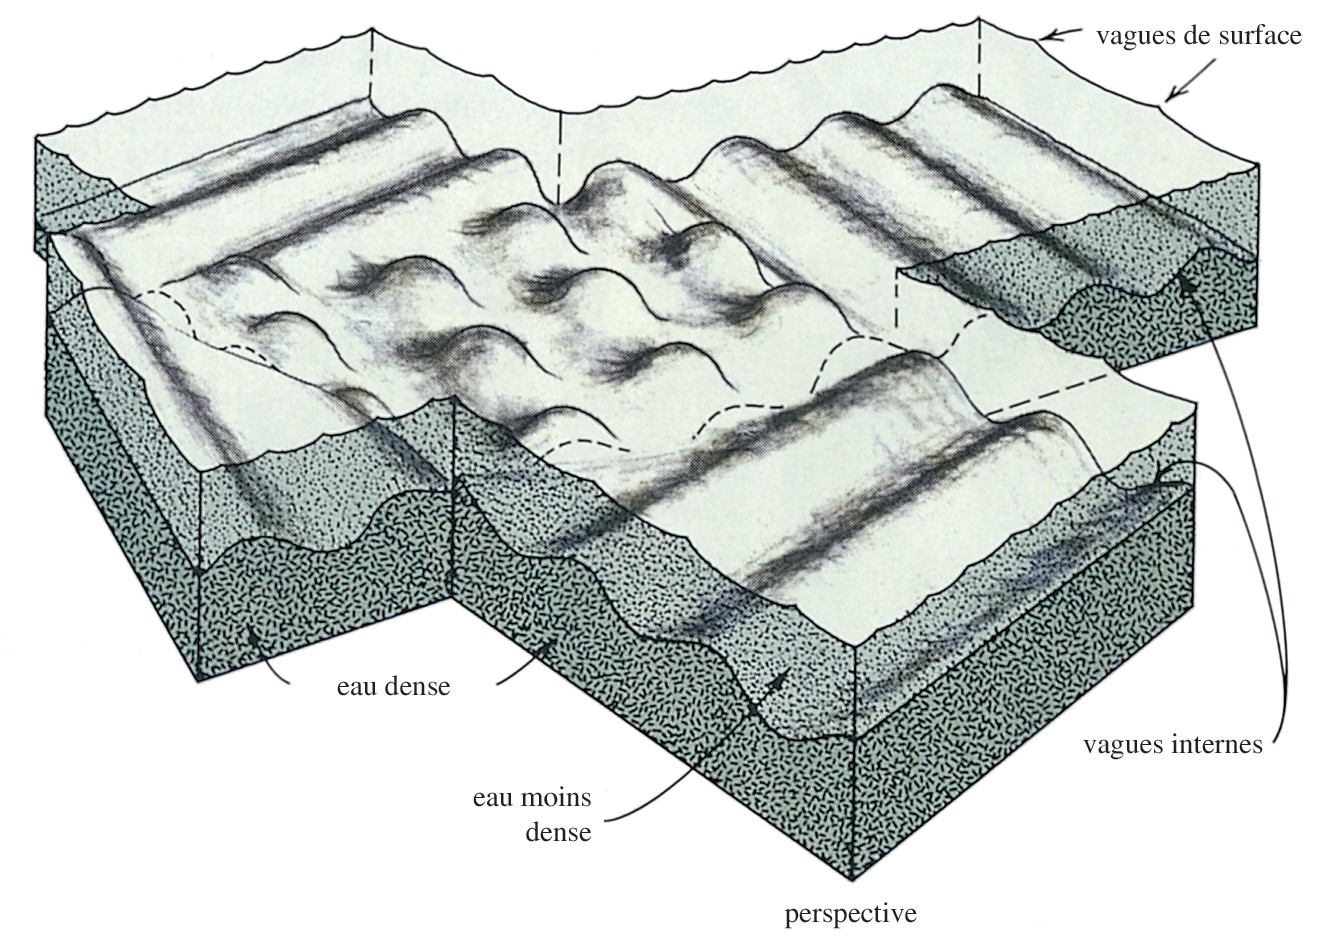 vagues de surface
eau dense
vagues internes
eau moins
dense
perspective